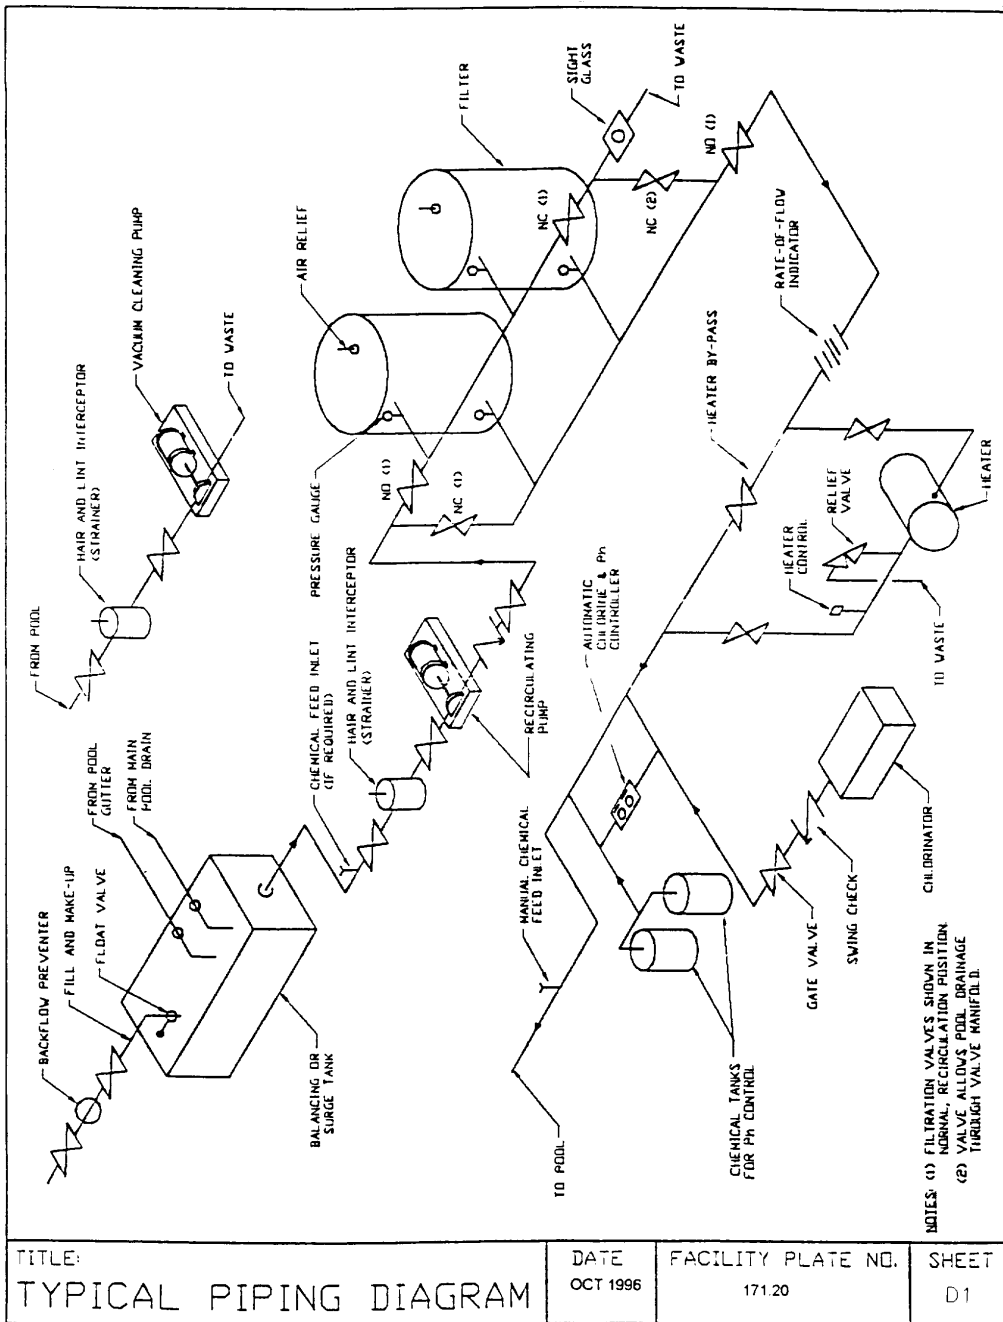 FROM POOL
HAIR AND LINT INTERCEPTOR
(STRAINER)
VACUUM CLEANING PUMP
TO WASTE
BACKFLOW PREVENTER
FILL AND MAKE-UP
FLOAT VALVE
FROM POOL
GUTTER
FROM MAIN
POOL DRAIN
BALANCING OR
SURGE TANK
CHEMICAL FEED INLET
(IF REQUIRED)
HAIR AND LINT INTERCEPTOR
(STRAINER)
RECIRCULATING
PUMP
PRESSURE GAUGE
AIR RELIEF
FILTER
SIGHT
GLASS
TO WASTE
NO (1)
NC (1)
NC (1)
NC (2)
NO (1)
RATE-OF-FLOW
INDICATOR
HEATER BY-PASS
HEATER
RELIEF
VALVE
HEATER
CONTROL
TO WASTE
AUTOMATIC
CHLORINE & Ph
CONTROLLER
MANUAL CHEMICAL
FEED INLET
TO POOL
CHEMICAL TANKS
FOR Ph CONTROL
GATE VALVE
SWING CHECK
CHLORINATOR
NOTES: (1) FILTRATION VALVES SHOWN IN
NORMAL, RECIRCULATION POSITION.
(2) VALVE ALLOWS POOL DRAINAGE
THROUGH VALVE MANIFOLD.
TITLE:
TYPICAL PIPING DIAGRAM
DATE
OCT 1996
FACILITY PLATE NO.
171.20
SHEET
D1